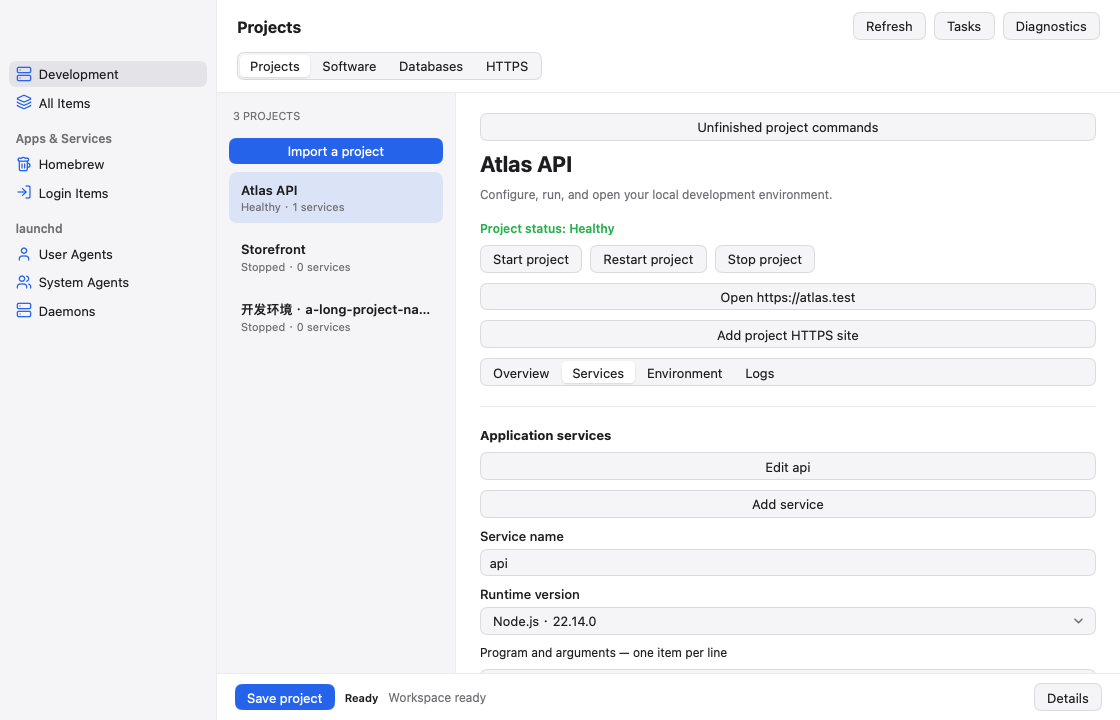 Development
All Items
Apps & Services
Homebrew
Login Items
launchd
User Agents
System Agents
Daemons
Projects
Refresh Tasks Diagnostics
Projects Software Databases HTTPS
3 PROJECTS
Import a project
Atlas API
Healthy · 1 services
Storefront
Stopped · 0 services
开发环境 · a-long-project-na...
Stopped · 0 services
Unfinished project commands
Atlas API
Configure, run, and open your local development environment.
Project status: Healthy
Start project Restart project Stop project
Open https://atlas.test
Add project HTTPS site
Overview Services Environment Logs
Application services
Edit api
Add service
Service name
api
Runtime version
Node.js · 22.14.0
Program and arguments — one item per line
Save project Ready Workspace ready Details